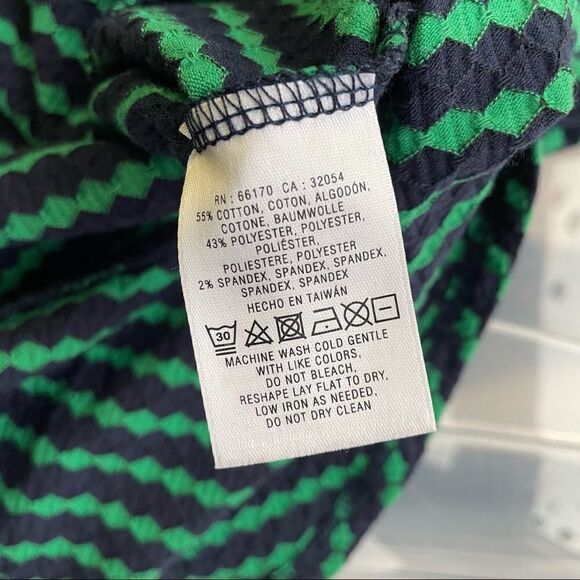 RN : 66170 CA : 32054
55% COTTON, COTON, ALGODÓN,
COTONE, BAUMWOLLE
43% POLYESTER, POLYESTER,
POLIÉSTER,
POLIESTERE, POLYESTER
2% SPANDEX, SPANDEX, SPANDEX,
SPANDEX, SPANDEX
HECHO EN TAIWÁN
30
MACHINE WASH COLD GENTLE
WITH LIKE COLORS,
DO NOT BLEACH,
RESHAPE LAY FLAT TO DRY,
LOW IRON AS NEEDED,
DO NOT DRY CLEAN